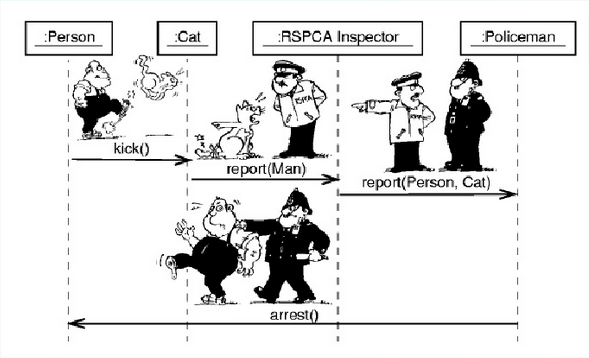 :Person
:Cat
:RSPCA Inspector
:Policeman
kick()
report(Man)
report(Person, Cat)
arrest()